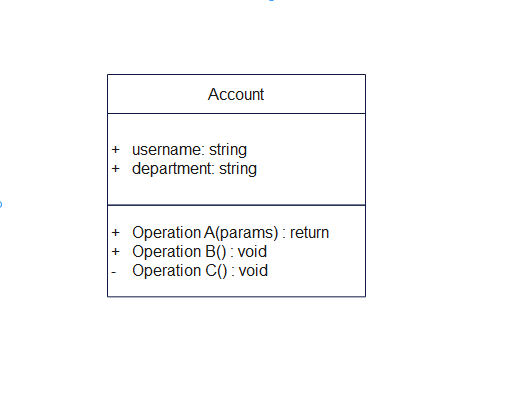 Account
+ username: string
+ department: string
+ Operation A(params) : return
+ Operation B() : void
- Operation C() : void